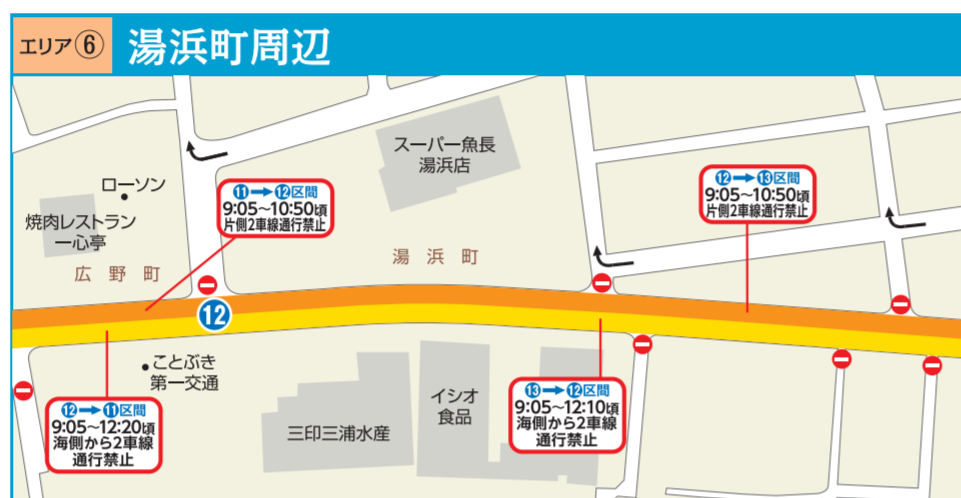 エリア⑥ 湯浜町周辺
スーパー魚長
湯浜店
ローソン
焼肉レストラン
一心亭
広野町
湯浜町
⑪→⑫区間
9:05~10:50頃
片側2車線通行禁止
⑫→⑬区間
9:05~10:50頃
片側2車線通行禁止
⑫
ことぶき
第一交通
⑫→⑪区間
9:05~12:20頃
海側から2車線
通行禁止
三印三浦水産
イシオ
食品
⑬→⑫区間
9:05~12:10頃
海側から2車線
通行禁止